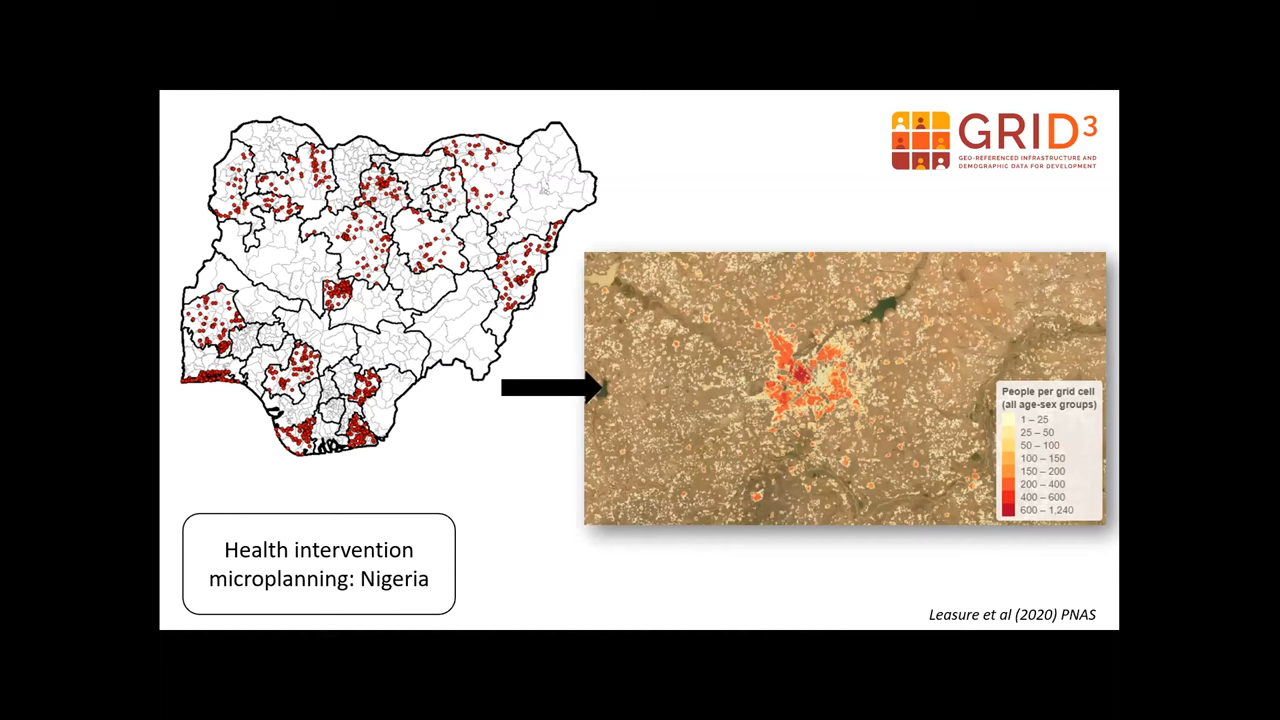 GRID3
GEO-REFERENCED INFRASTRUCTURE AND
DEMOGRAPHIC DATA FOR DEVELOPMENT
People per grid cell
(all age-sex groups)
1 – 25
25 – 50
50 – 100
100 – 150
150 – 200
200 – 400
400 – 600
600 – 1,240
Health intervention
microplanning: Nigeria
Leasure et al (2020) PNAS